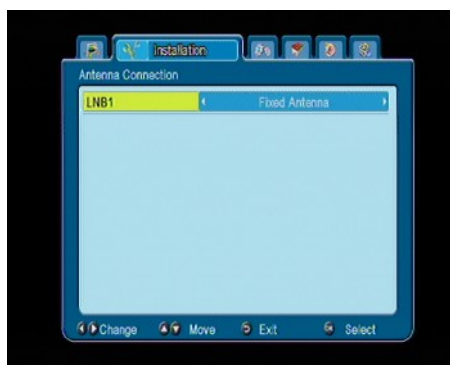 Installation
Antenna Connection
LNB1 Fixed Antenna
Change Move Exit Select